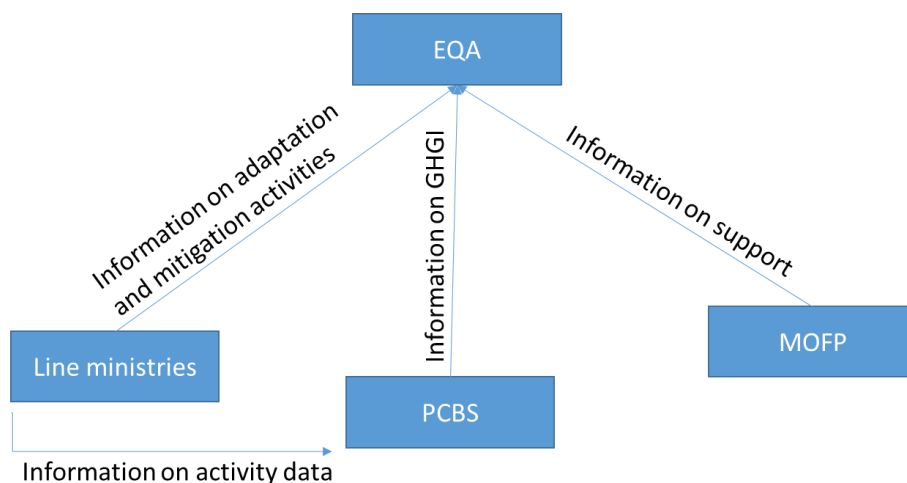 EQA
Information on adaptation
and mitigation activities
Information on GHGI
Information on support
Line ministries
PCBS
MOFP
Information on activity data